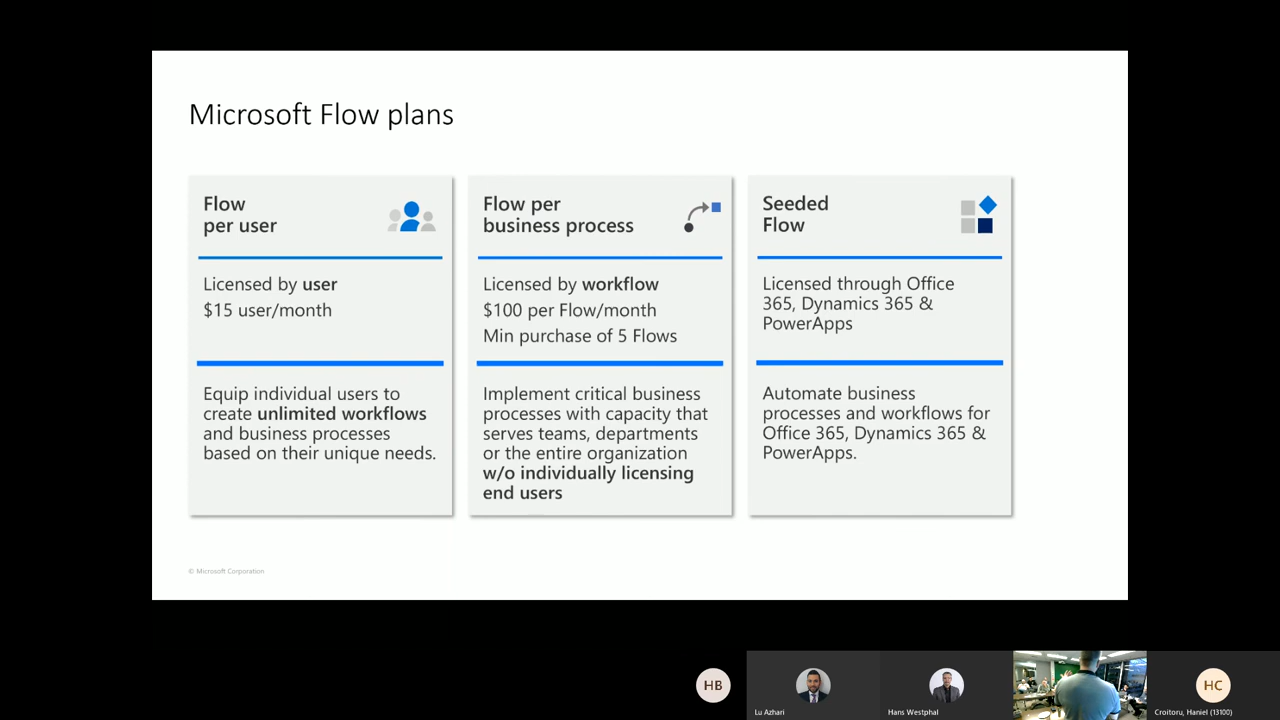 Microsoft Flow plans
Flow
per user
Licensed by user
$15 user/month
Equip individual users to
create unlimited workflows
and business processes
based on their unique needs.
Flow per
business process
Licensed by workflow
$100 per Flow/month
Min purchase of 5 Flows
Implement critical business
processes with capacity that
serves teams, departments
or the entire organization
w/o individually licensing
end users
Seeded
Flow
Licensed through Office
365, Dynamics 365 &
PowerApps
Automate business
processes and workflows for
Office 365, Dynamics 365 &
PowerApps.
© Microsoft Corporation
HB
Lu Azhari
Hans Westphal
HC
Croitoru, Haniel (13100)